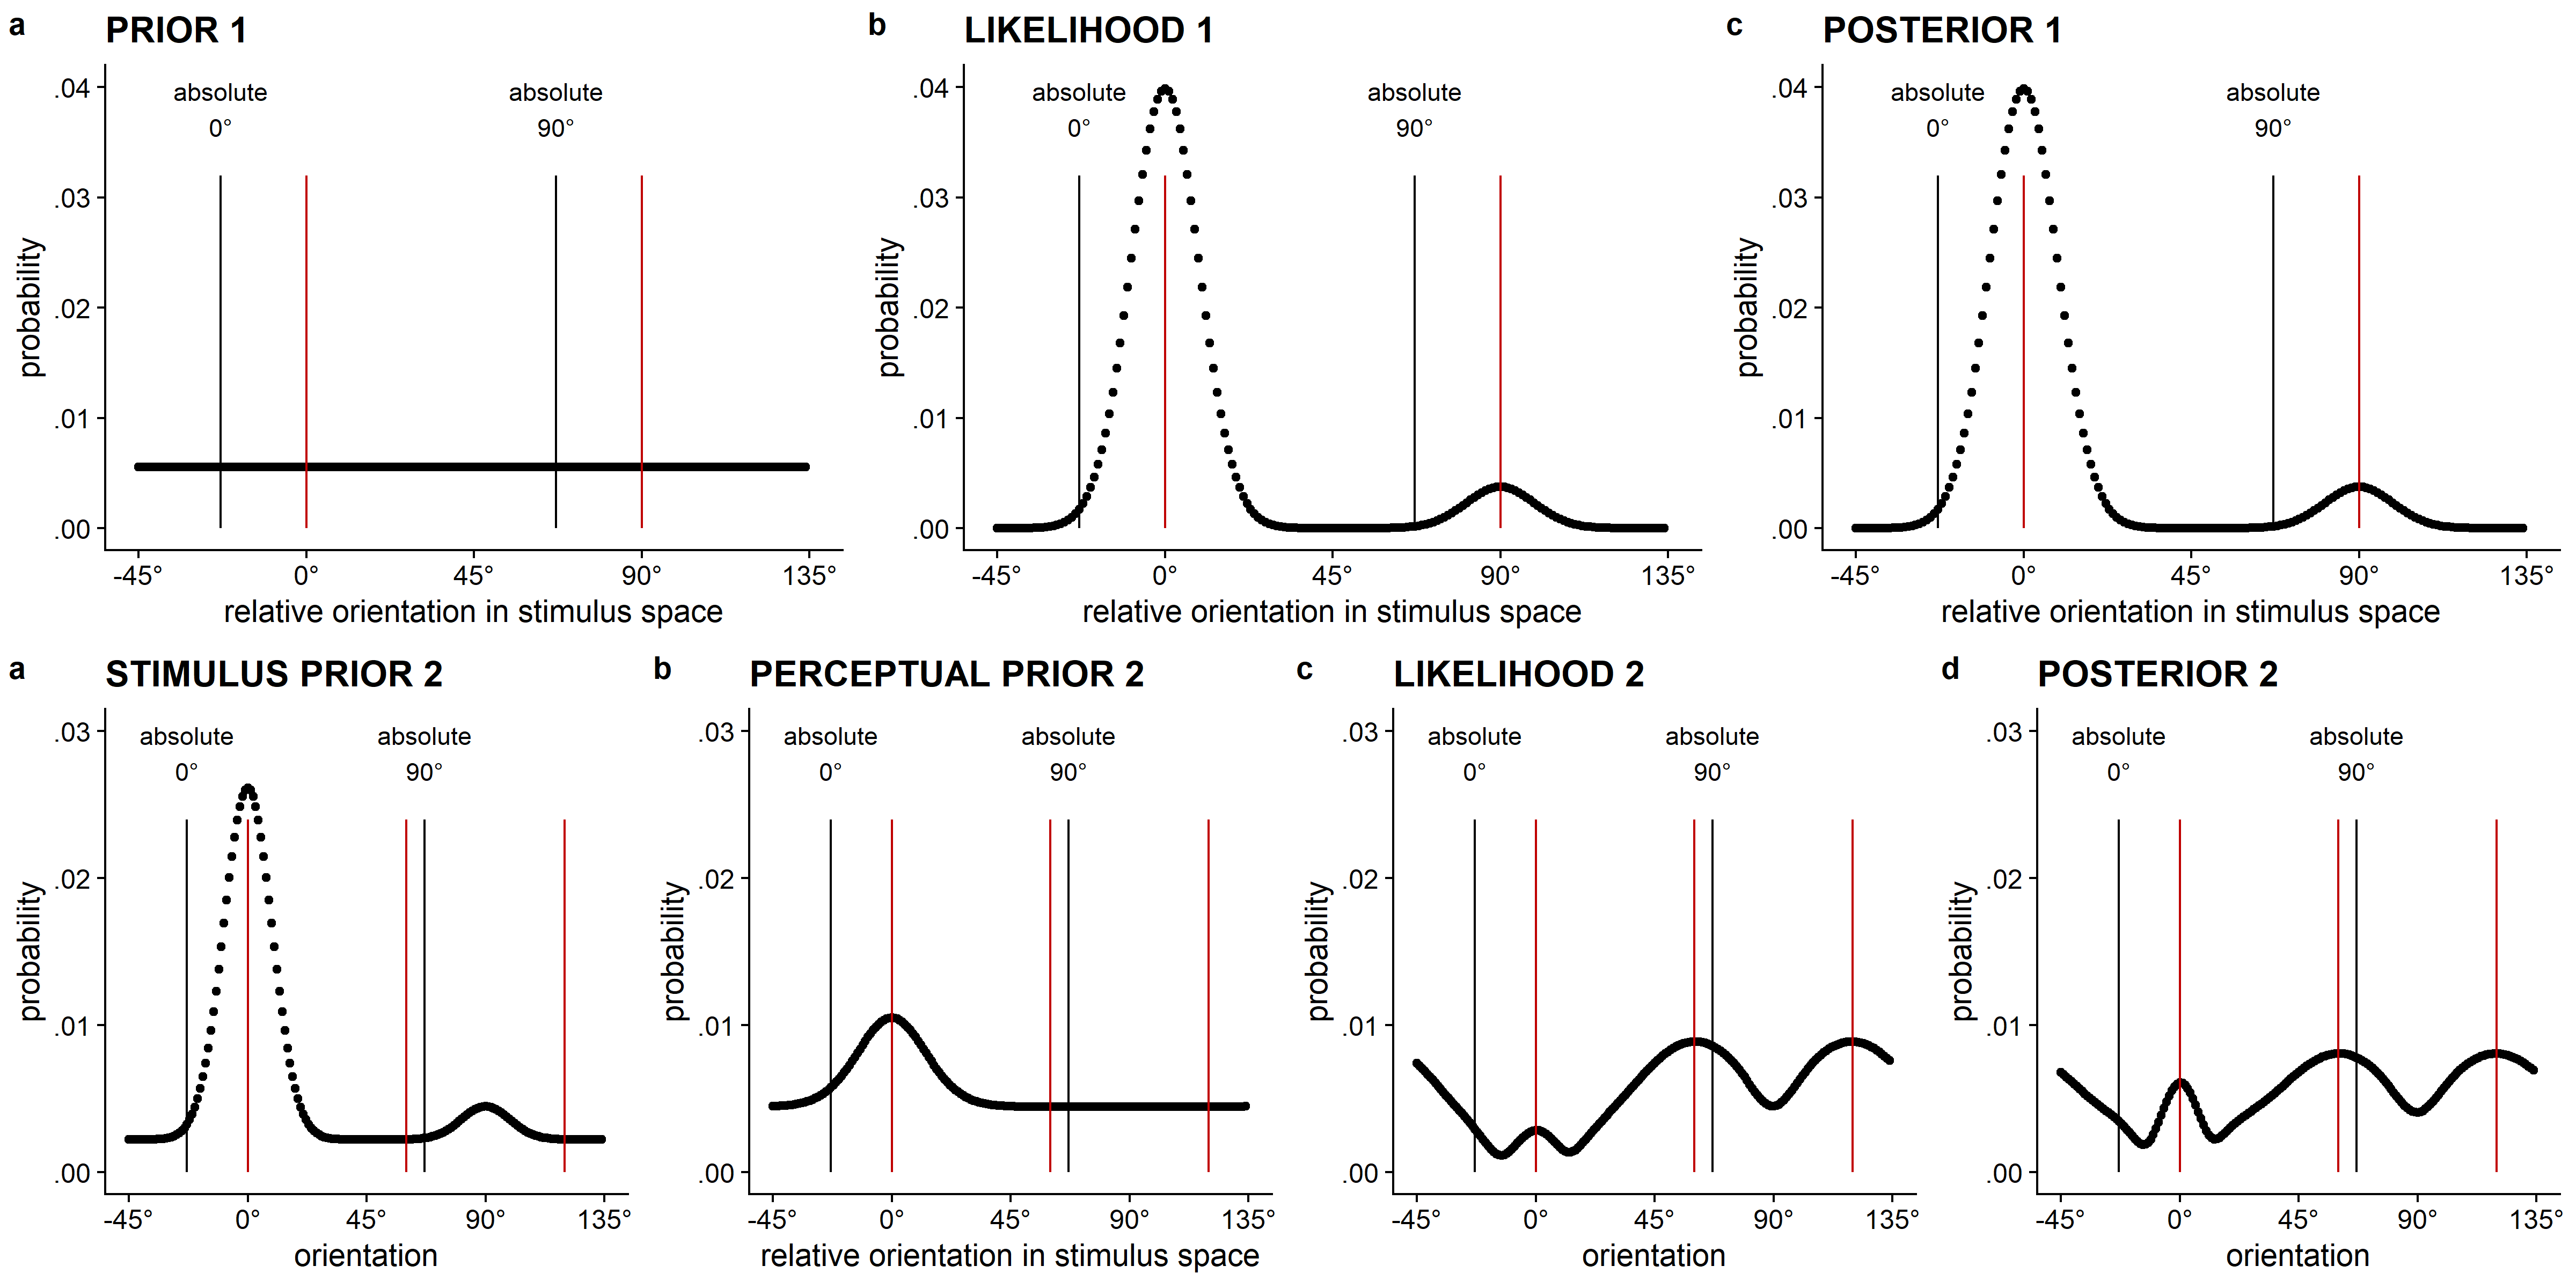 a PRIOR 1
absolute absolute
0° 90°
.04
.03
.02
.01
.00
probability
-45° 0° 45° 90° 135°
relative orientation in stimulus space
b LIKELIHOOD 1
absolute absolute
0° 90°
.04
.03
.02
.01
.00
probability
-45° 0° 45° 90° 135°
relative orientation in stimulus space
c POSTERIOR 1
absolute absolute
0° 90°
.04
.03
.02
.01
.00
probability
-45° 0° 45° 90° 135°
relative orientation in stimulus space
a STIMULUS PRIOR 2
absolute absolute
0° 90°
.03
.02
.01
.00
probability
-45° 0° 45° 90° 135°
orientation
b PERCEPTUAL PRIOR 2
absolute absolute
0° 90°
.03
.02
.01
.00
probability
-45° 0° 45° 90° 135°
relative orientation in stimulus space
c LIKELIHOOD 2
absolute absolute
0° 90°
.03
.02
.01
.00
probability
-45° 0° 45° 90° 135°
orientation
d POSTERIOR 2
absolute absolute
0° 90°
.03
.02
.01
.00
probability
-45° 0° 45° 90° 135°
orientation